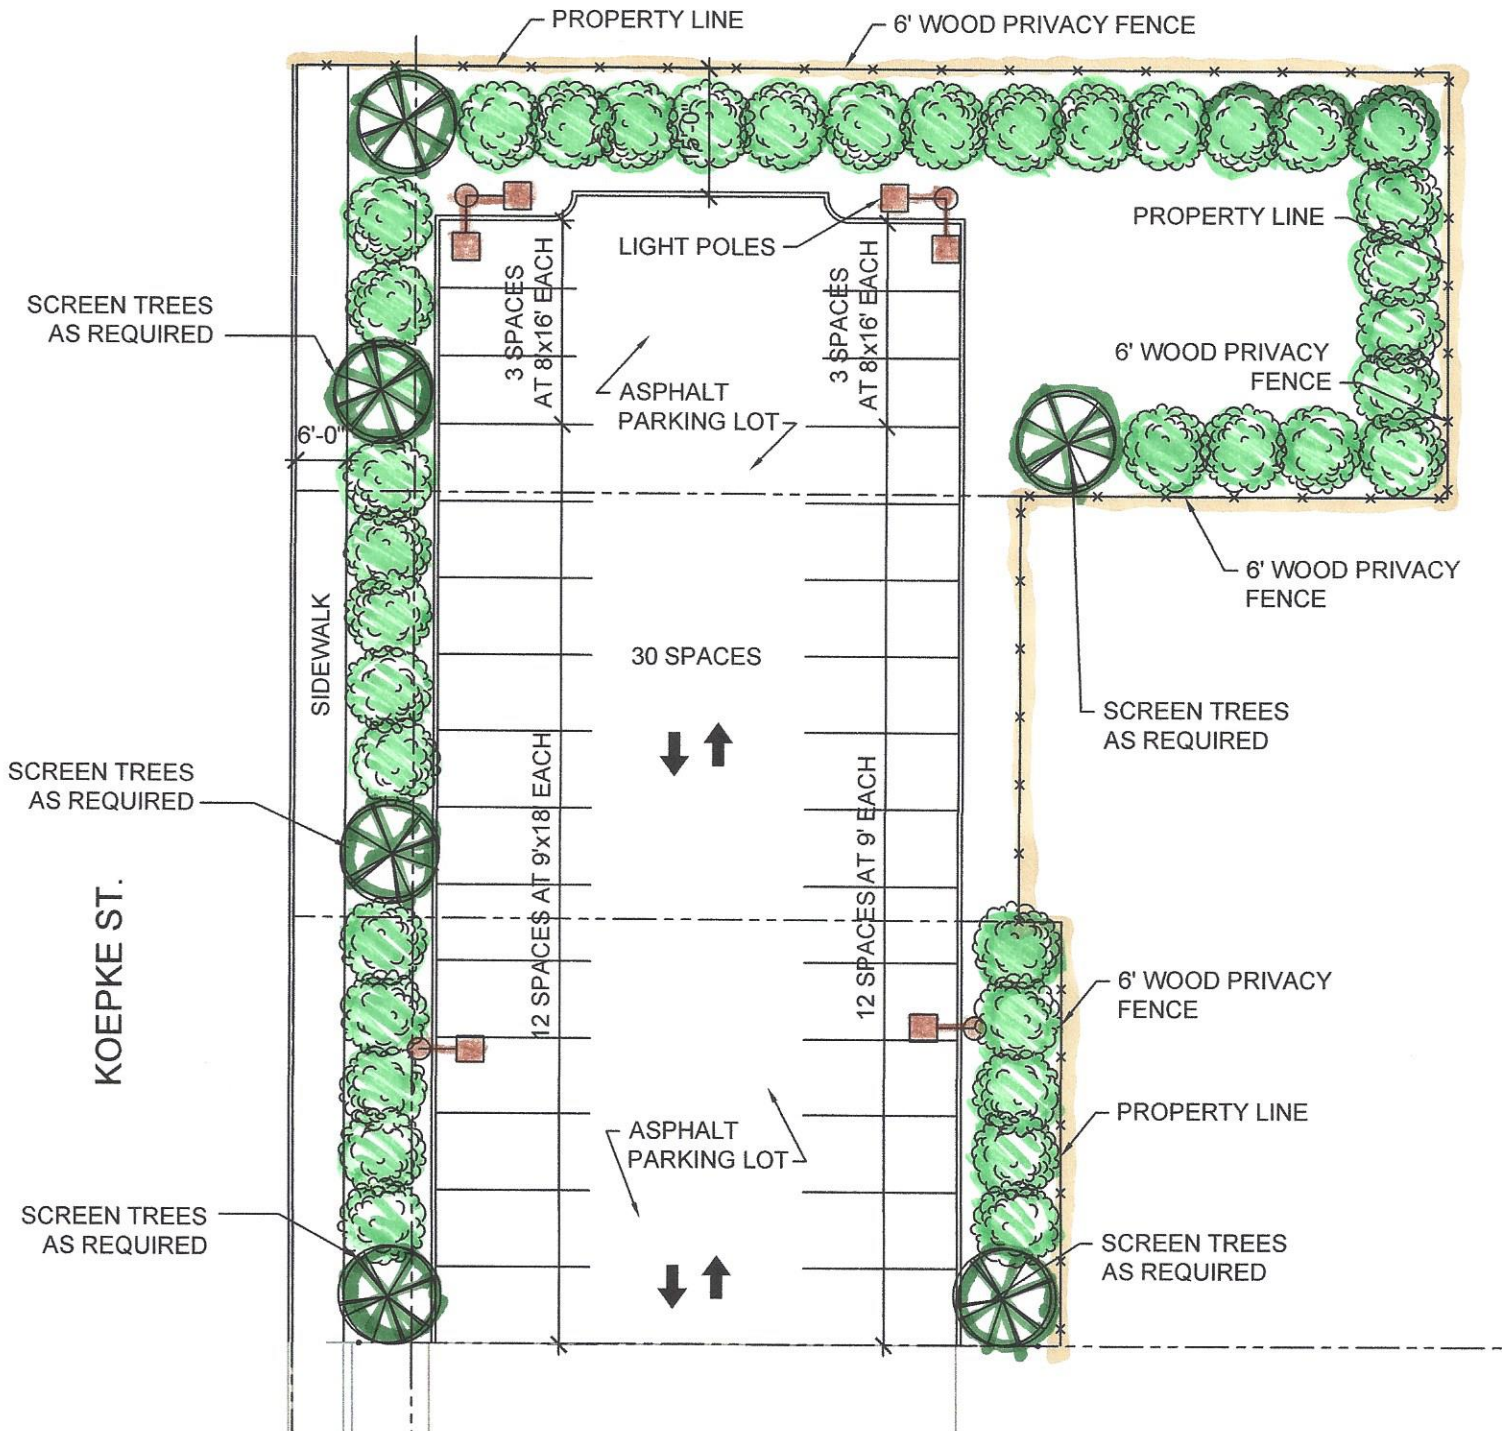 PROPERTY LINE
6' WOOD PRIVACY FENCE
15'-0"
PROPERTY LINE
LIGHT POLES
3 SPACES
AT 8'x16' EACH
3 SPACES
AT 8x16' EACH
SCREEN TREES
AS REQUIRED
6' WOOD PRIVACY
FENCE
ASPHALT
PARKING LOT
6'-0"
6' WOOD PRIVACY
FENCE
SIDEWALK
30 SPACES
SCREEN TREES
AS REQUIRED
SCREEN TREES
AS REQUIRED
12 SPACES AT 9'x18' EACH
12 SPACES AT 9' EACH
KOEPKE ST.
6' WOOD PRIVACY
FENCE
PROPERTY LINE
ASPHALT
PARKING LOT
SCREEN TREES
AS REQUIRED
SCREEN TREES
AS REQUIRED